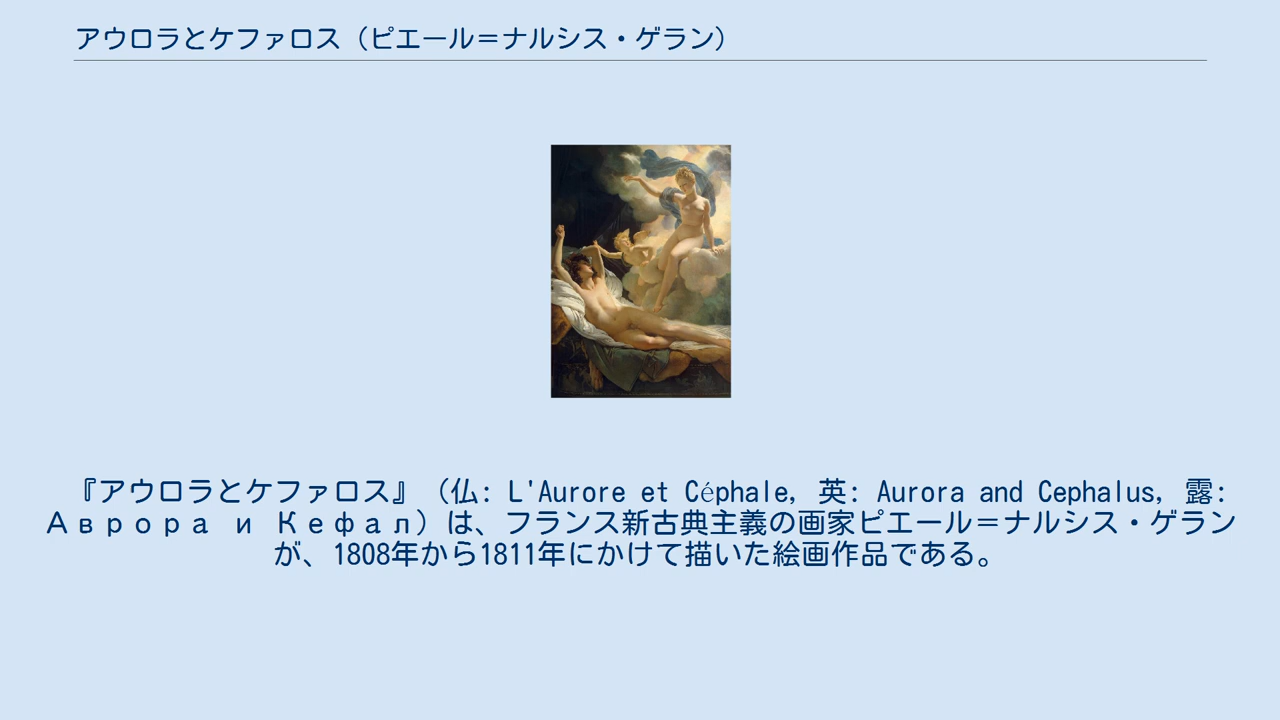 アウロラとケファロス（ピエール＝ナルシス・ゲラン）
『アウロラとケファロス』（仏: L'Aurore et Céphale, 英: Aurora and Cephalus, 露:
Аврора и Кефал）は、フランス新古典主義の画家ピエール＝ナルシス・ゲラン
が、1808年から1811年にかけて描いた絵画作品である。